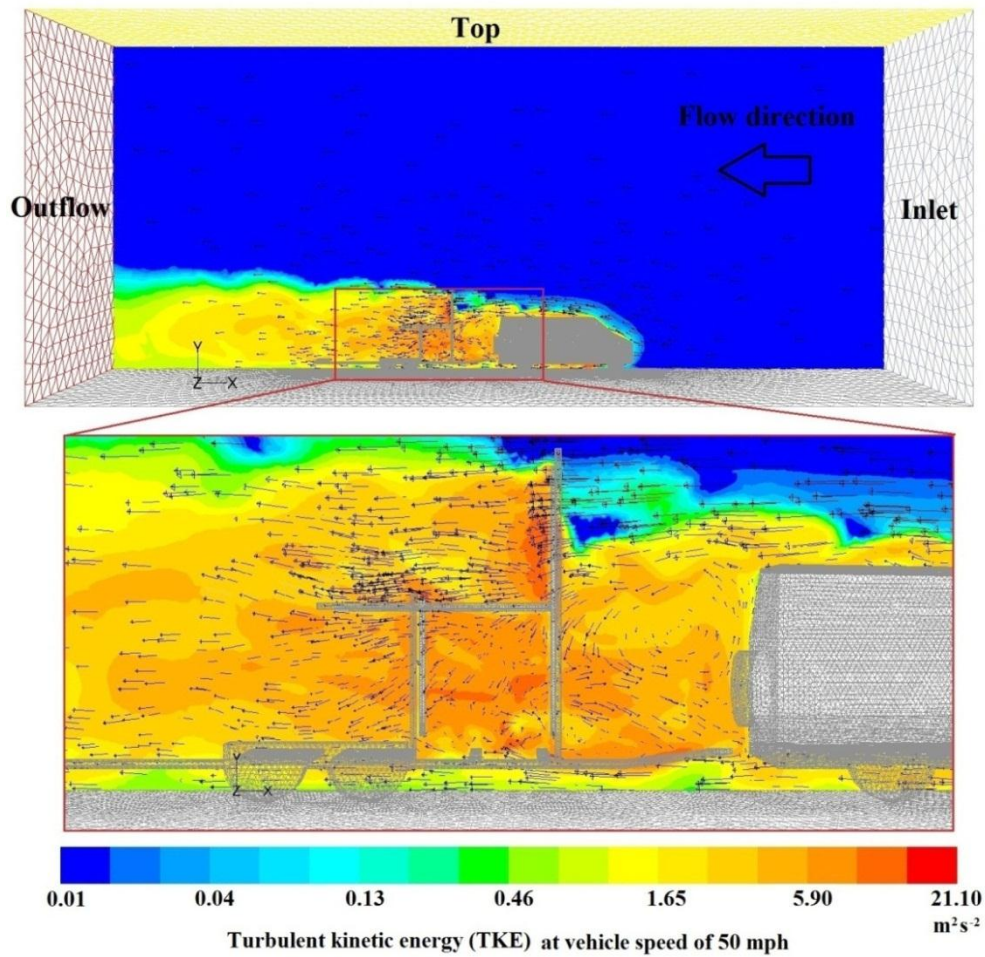 Top
Flow direction
Outflow
Inlet
Y
Z X
Y
Z X
0.01 0.04 0.13 0.46 1.65 5.90 21.10
m² s⁻²
Turbulent kinetic energy (TKE) at vehicle speed of 50 mph